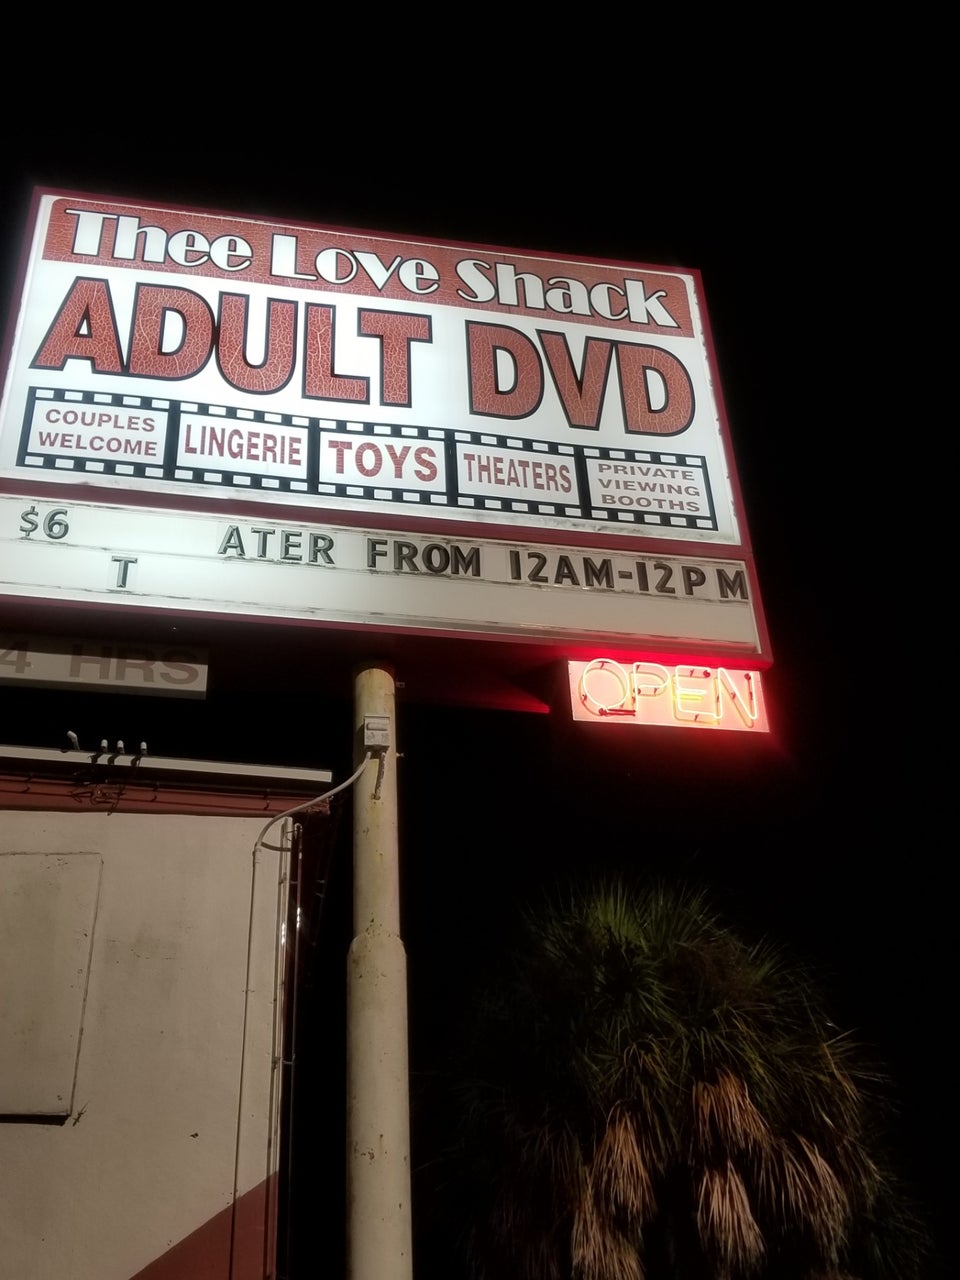 Thee Love Shack
ADULT DVD
COUPLES
WELCOME
LINGERIE
TOYS
THEATERS
PRIVATE
VIEWING
BOOTHS
$6 ATER FROM 12AM-12PM
T
4 HRS
OPEN